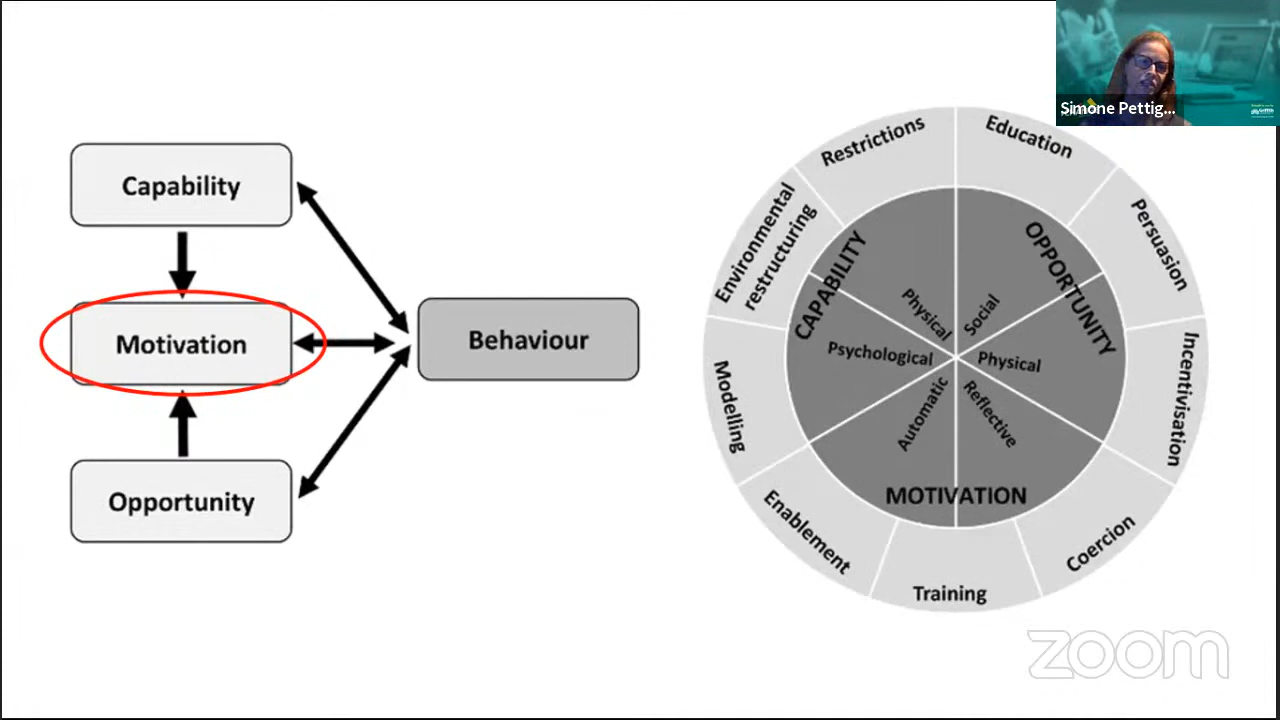 Simone Pettig...
Capability
Motivation
Opportunity
Behaviour
Restrictions
Education
Persuasion
Incentivisation
Coercion
Training
Enablement
Modelling
Environmental
restructuring
CAPABILITY
OPPORTUNITY
MOTIVATION
Physical
Social
Psychological
Physical
Automatic
Reflective
zoom